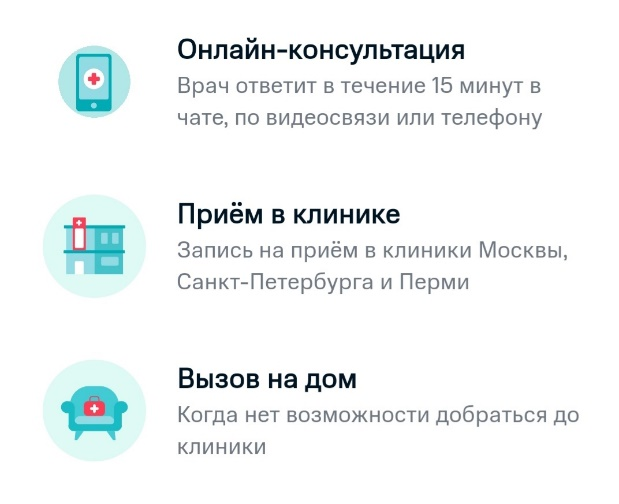 Онлайн-консультация
Врач ответит в течение 15 минут в
чате, по видеосвязи или телефону
Приём в клинике
Запись на приём в клиники Москвы,
Санкт-Петербурга и Перми
Вызов на дом
Когда нет возможности добраться до
клиники